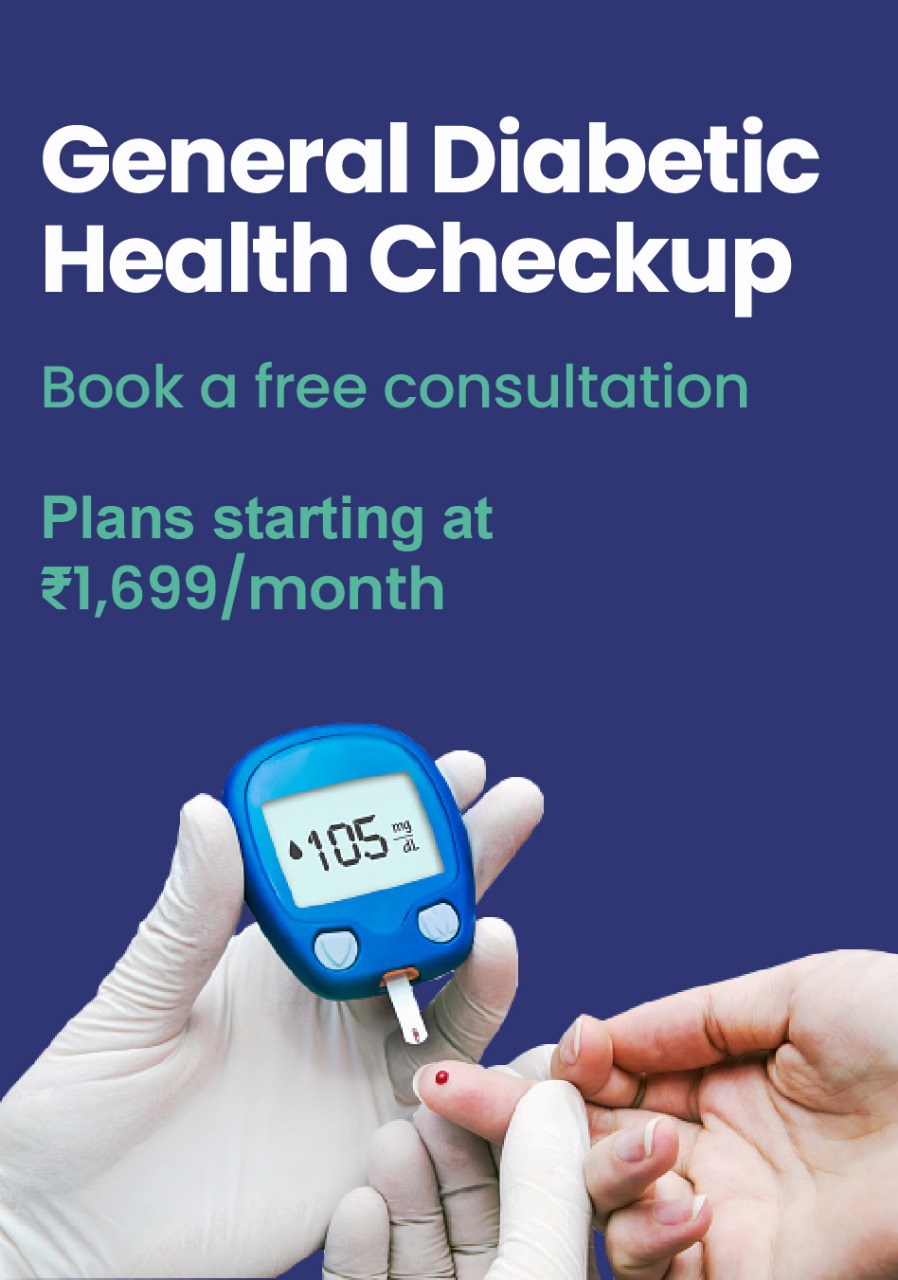 General Diabetic
Health Checkup
Book a free consultation
Plans starting at
₹1,699/month
105 mg/dL